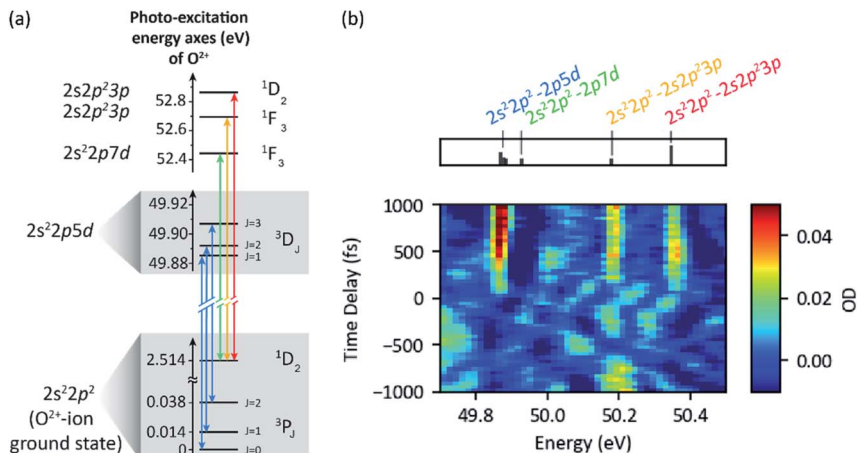 (a)
Photo-excitation
energy axes (eV)
of O²⁺
2s2p²3p
2s2p²3p
2s²2p7d
52.8
52.6
52.4
¹D₂
¹F₃
¹F₃
2s²2p5d
49.92
49.90
49.88
J=3
J=2
J=1
³D_J
2s²2p²
(O²⁺-ion
ground state)
2.514
0.038
0.014
0
¹D₂
J=2
J=1
J=0
³P_J
(b)
2s²2p²-2p5d
2s²2p²-2p7d
2s²2p²-2s2p²3p
2s²2p²-2s2p²3p
Time Delay (fs)
1000
500
0
-500
-1000
49.8
50.0
50.2
50.4
Energy (eV)
0.04
0.02
0.00
OD